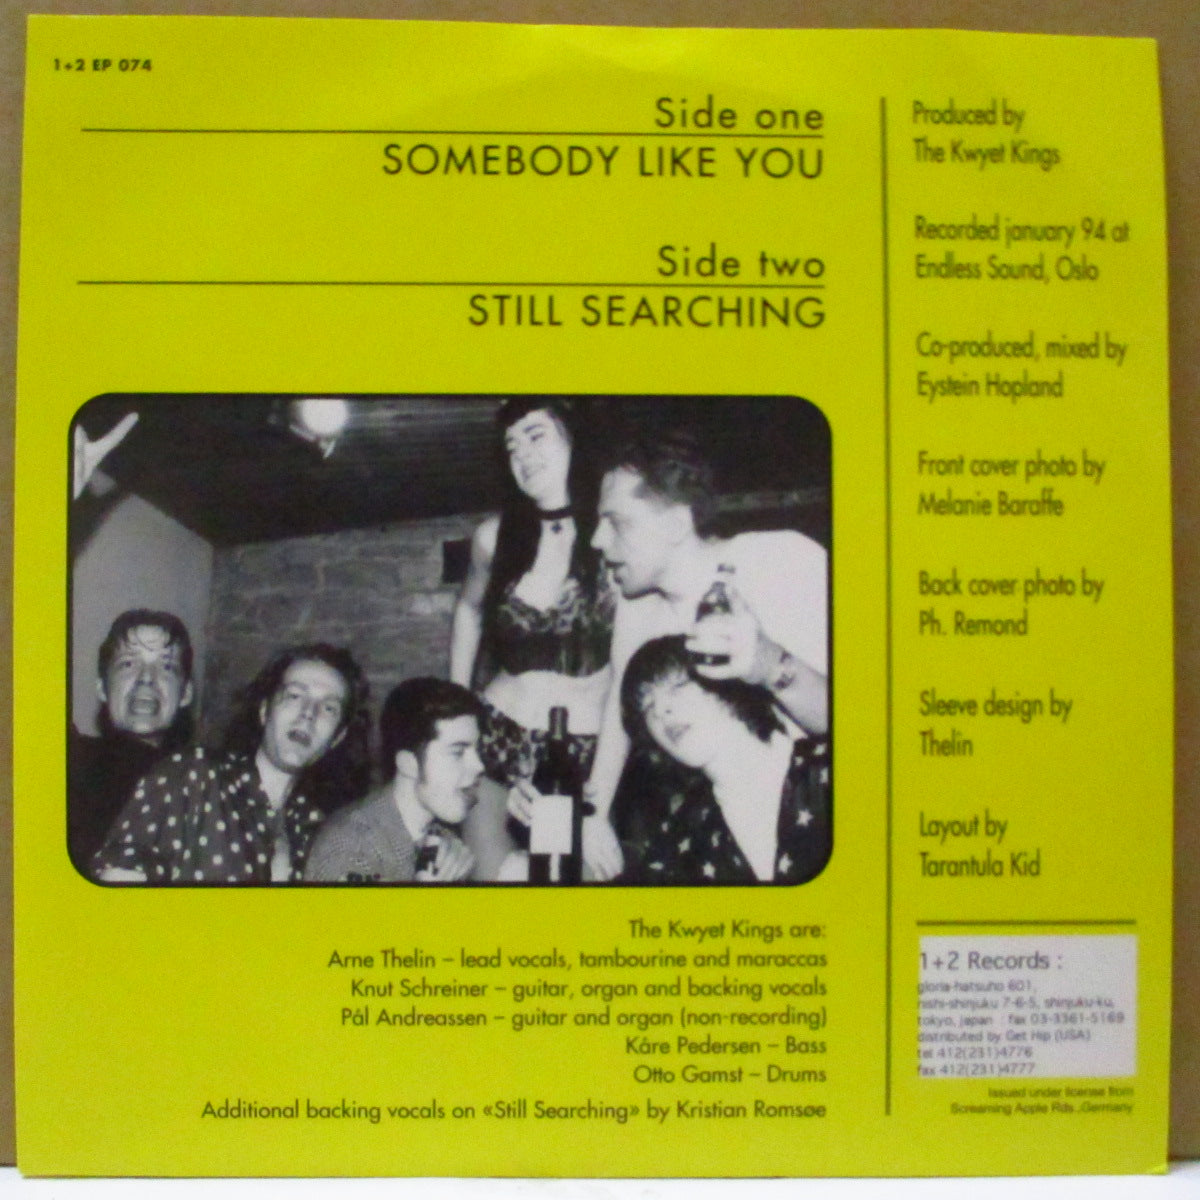 1+2 EP 074
Side one
SOMEBODY LIKE YOU
Side two
STILL SEARCHING
The Kwyet Kings are:
Arne Thelin – lead vocals, tambourine and maraccas
Knut Schreiner – guitar, organ and backing vocals
Pål Andreassen – guitar and organ (non-recording)
Kåre Pedersen – Bass
Otto Gamst – Drums
Additional backing vocals on «Still Searching» by Kristian Romsøe
Produced by
The Kwyet Kings
Recorded january 94 at
Endless Sound, Oslo
Co-produced, mixed by
Eystein Hopland
Front cover photo by
Melanie Baraffe
Back cover photo by
Ph. Remond
Sleeve design by
Thelin
Layout by
Tarantula Kid
1+2 Records :
gloria-hatsuho 601,
nishi-shinjuku 7-6-5, shinjuku-ku,
tokyo, japan : fax 03-3361-5169
distributed by Get Hip (USA)
tel 412(231)4776
fax 412(231)4777
Issued under license from
Screaming Apple Rds.,Germany